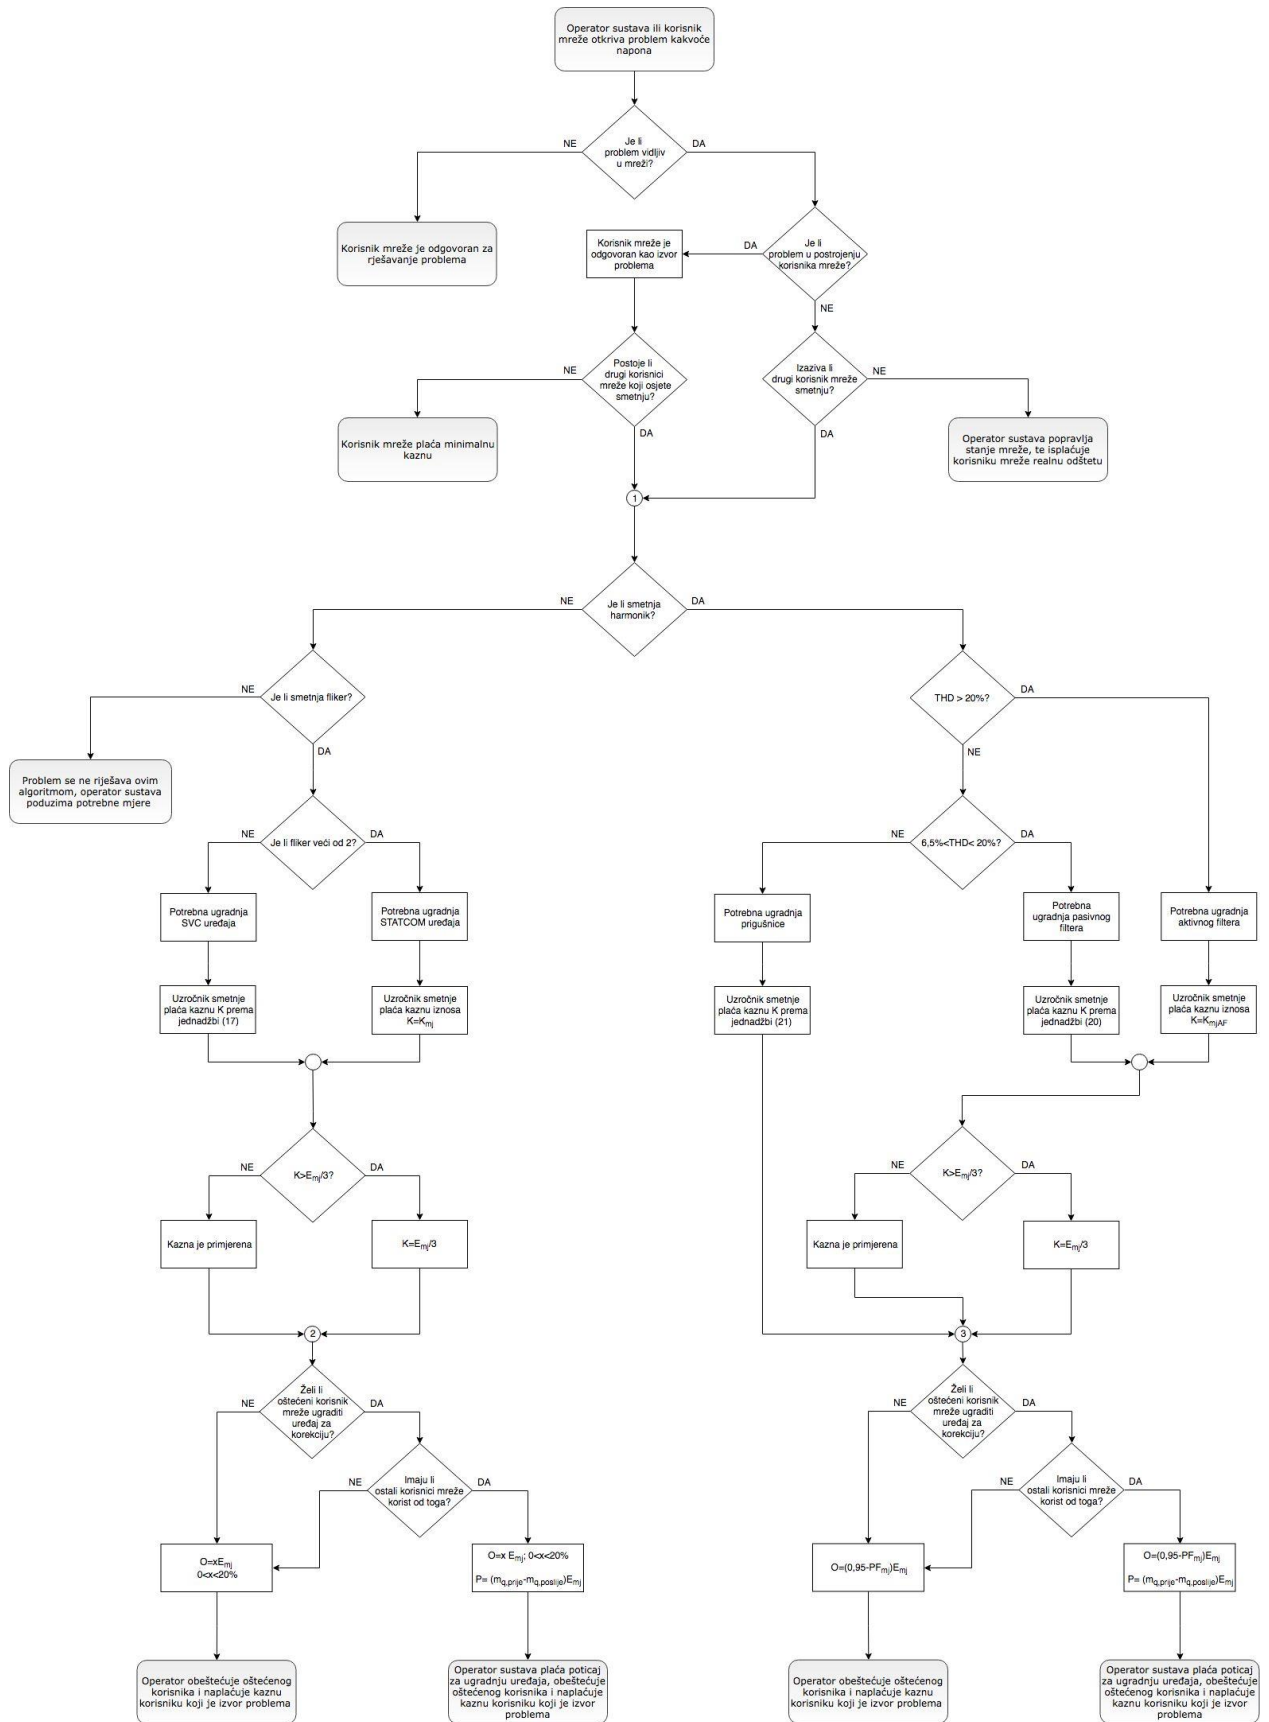 Operator sustava ili korisnik
mreže otkriva problem kakvoće
napona
Je li
problem vidljiv
u mreži?
NE
DA
Korisnik mreže je odgovoran za
rješavanje problema
Korisnik mreže je
odgovoran kao izvor
problema
DA
Je li
problem u postrojenju
korisnika mreže?
NE
Postoje li
drugi korisnici
mreže koji osjete
smetnju?
NE
DA
Izaziva li
drugi korisnik mreže
smetnju?
NE
DA
Korisnik mreže plaća minimalnu
kaznu
Operator sustava popravlja
stanje mreže, te isplaćuje
korisniku mreže realnu odštetu
1
Je li smetnja
harmonik?
NE
DA
Je li smetnja fliker?
NE
DA
THD > 20%?
DA
NE
Problem se ne riješava ovim
algoritmom, operator sustava
poduzima potrebne mjere
Je li fliker veći od 2?
NE
DA
6,5%<THD< 20%?
NE
DA
Potrebna ugradnja
SVC uređaja
Potrebna ugradnja
STATCOM uređaja
Potrebna ugradnja
prigušnice
Potrebna
ugradnja pasivnog
filtera
Potrebna ugradnja
aktivnog filtera
Uzročnik smetnje
plaća kaznu K prema
jednadžbi (17)
Uzročnik smetnje
plaća kaznu iznosa
K=Kmj
Uzročnik smetnje
plaća kaznu K prema
jednadžbi (21)
Uzročnik smetnje
plaća kaznu K prema
jednadžbi (20)
Uzročnik smetnje
plaća kaznu iznosa
K=KmjAF
K>Emj/3?
NE
DA
K>Emj/3?
NE
DA
Kazna je primjerena
K=Emj/3
Kazna je primjerena
K=Emj/3
2
3
Želi li
oštećeni korisnik
mreže ugraditi
uređaj za
korekciju?
NE
DA
Želi li
oštećeni korisnik
mreže ugraditi
uređaj za
korekciju?
NE
DA
Imaju li
ostali korisnici mreže
korist od toga?
NE
DA
Imaju li
ostali korisnici mreže
korist od toga?
NE
DA
O=xEmj
0<x<20%
O=x Emj; 0<x<20%
P= (mq,prije-mq,poslije)Emj
O=(0,95-PFmj)Emj
O=(0,95-PFmj)Emj
P= (mq,prije-mq,poslije)Emj
Operator obeštećuje oštećenog
korisnika i naplaćuje kaznu
korisniku koji je izvor problema
Operator sustava plaća poticaj
za ugradnju uređaja, obeštećuje
oštećenog korisnika i naplaćuje
kaznu korisniku koji je izvor
problema
Operator obeštećuje oštećenog
korisnika i naplaćuje kaznu
korisniku koji je izvor problema
Operator sustava plaća poticaj
za ugradnju uređaja, obeštećuje
oštećenog korisnika i naplaćuje
kaznu korisniku koji je izvor
problema